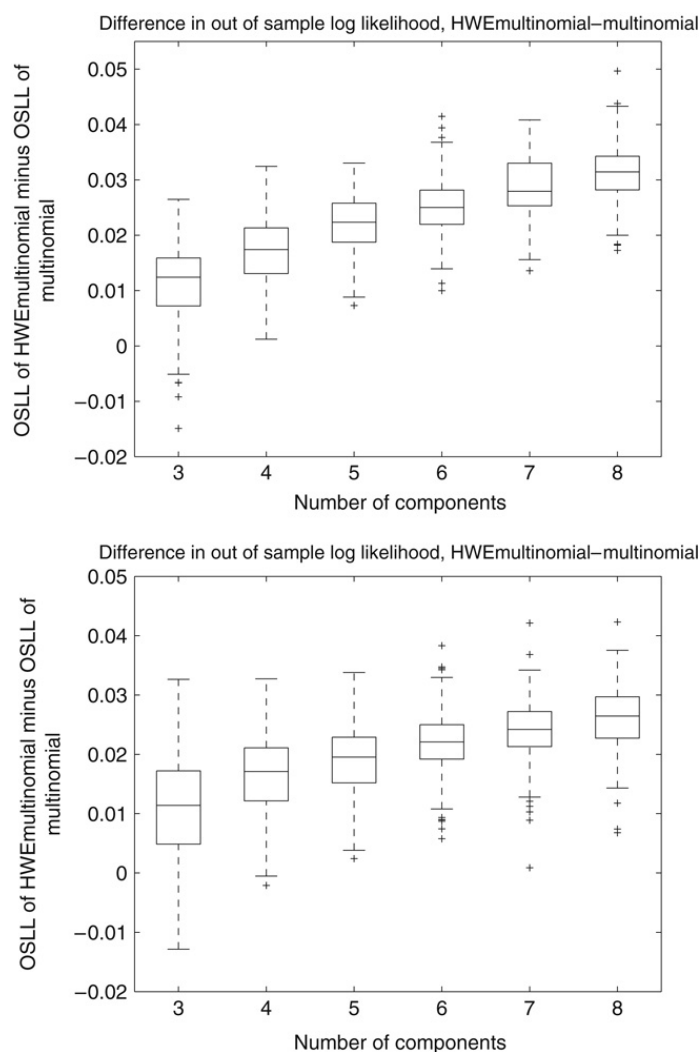 Difference in out of sample log likelihood, HWEmultinomial−multinomial
OSLL of HWEmultinomial minus OSLL of
multinomial
0.05
0.04
0.03
0.02
0.01
0
−0.01
−0.02
3 4 5 6 7 8
Number of components
Difference in out of sample log likelihood, HWEmultinomial−multinomial
OSLL of HWEmultinomial minus OSLL of
multinomial
0.05
0.04
0.03
0.02
0.01
0
−0.01
−0.02
3 4 5 6 7 8
Number of components